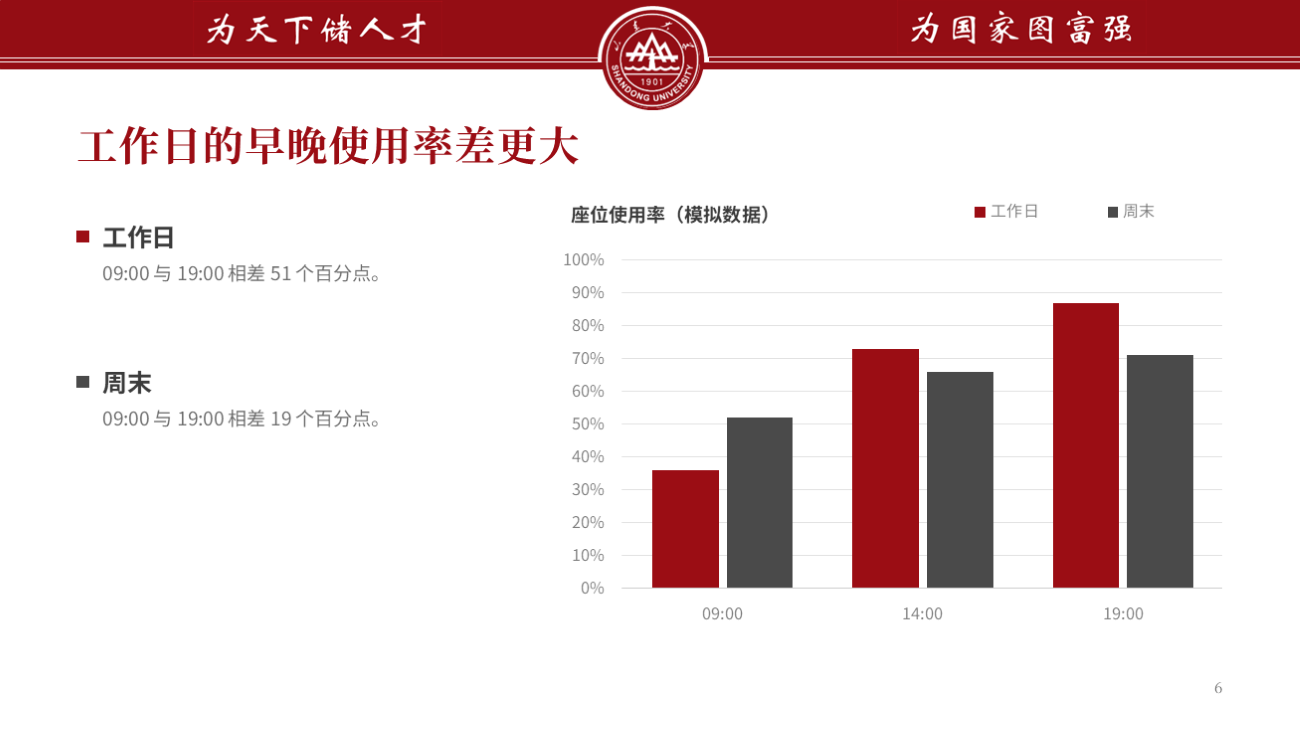 为天下储人才
为国家图富强
1901
SHANDONG UNIVERSITY
工作日的早晚使用率差更大
工作日
09:00 与 19:00 相差 51 个百分点。
周末
09:00 与 19:00 相差 19 个百分点。
座位使用率（模拟数据）
工作日 周末
100%
90%
80%
70%
60%
50%
40%
30%
20%
10%
0%
09:00 14:00 19:00
6